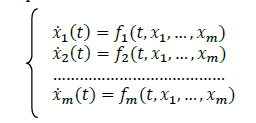 ẋ₁(t) = f₁(t, x₁, ..., xₘ)
ẋ₂(t) = f₂(t, x₁, ..., xₘ)
.......................................
ẋₘ(t) = fₘ(t, x₁, ..., xₘ)